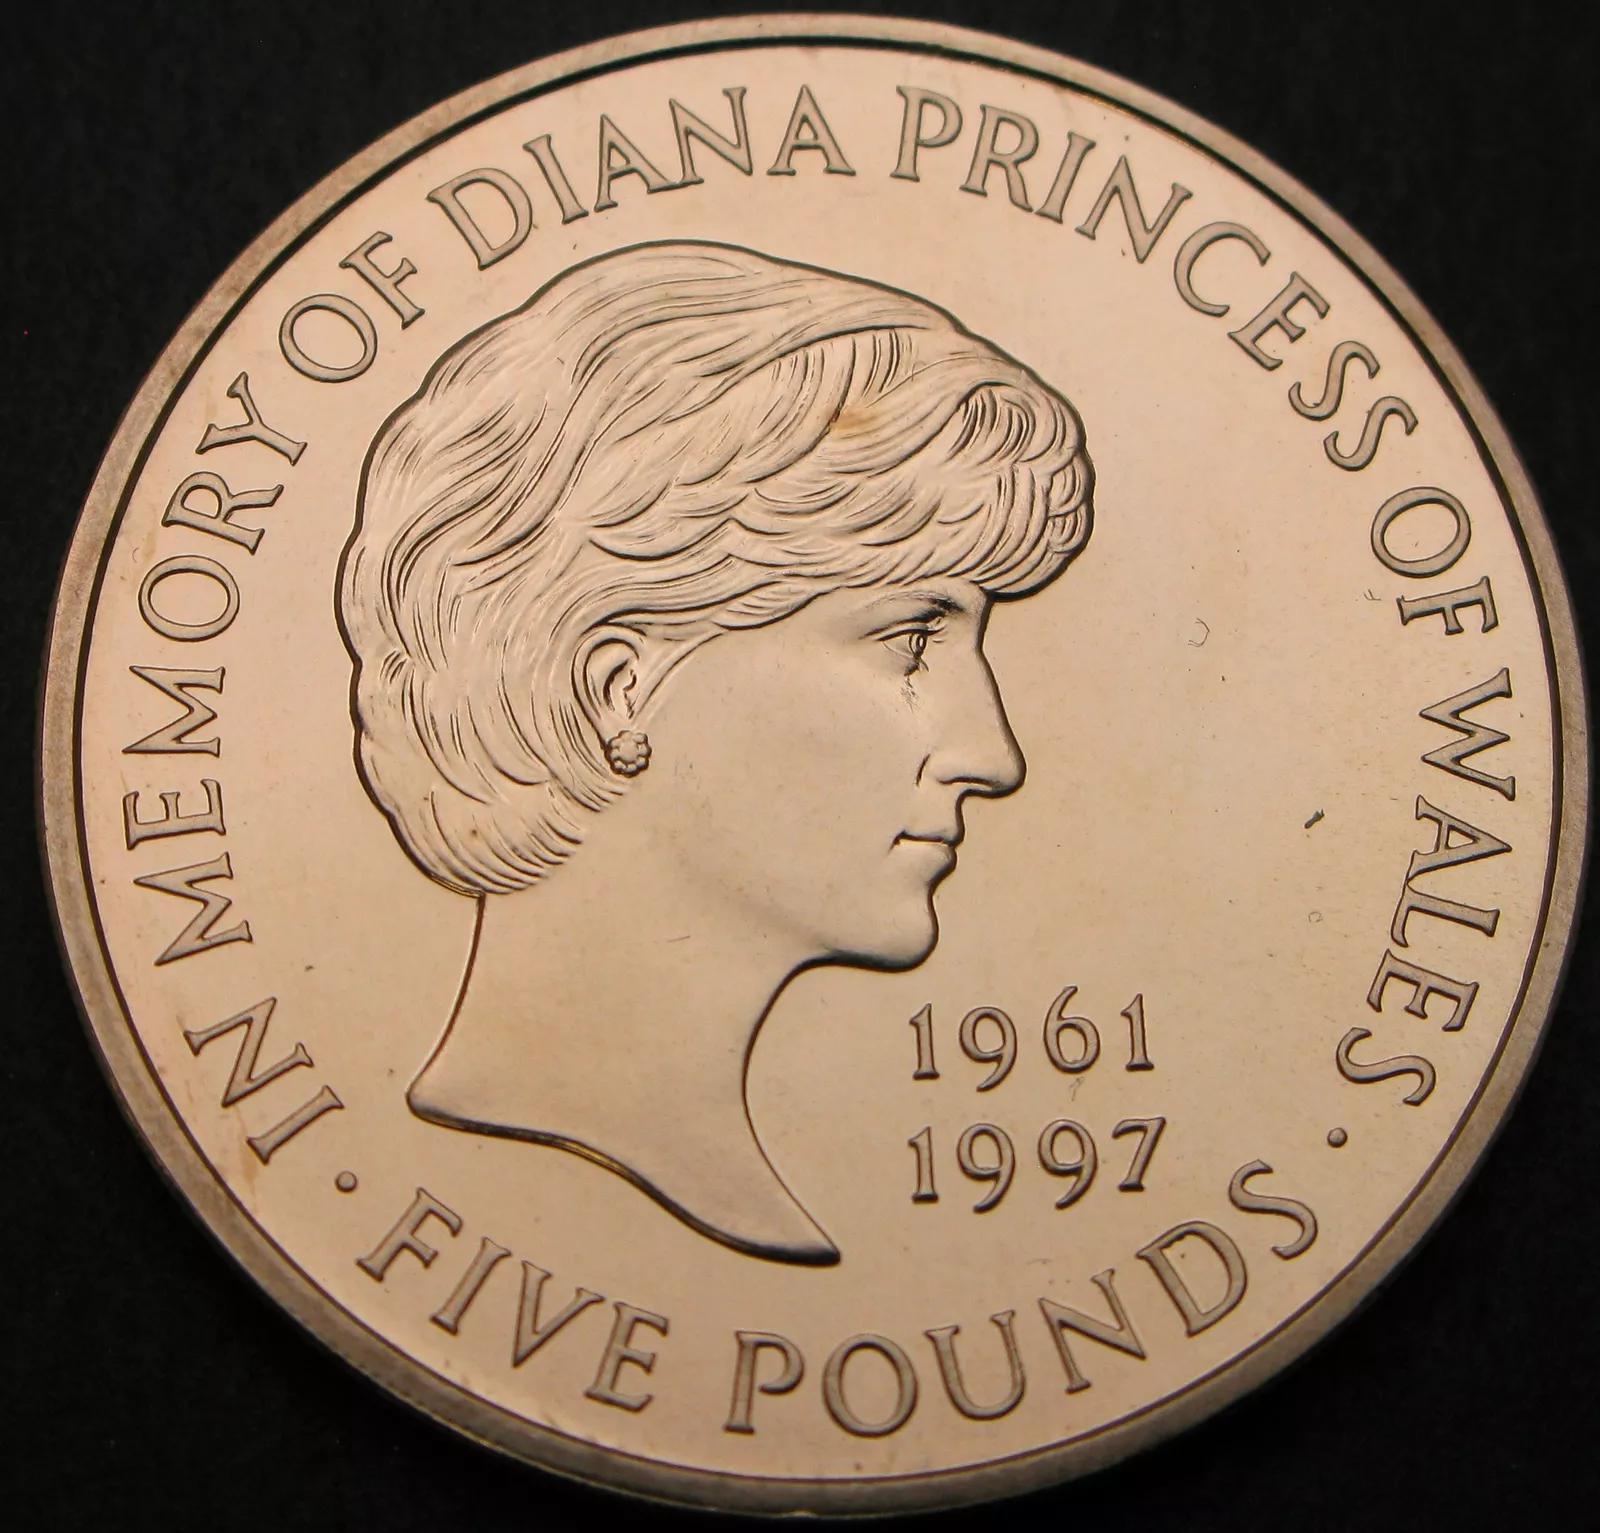 IN MEMORY OF DIANA PRINCESS OF WALES
1961
1997
· FIVE POUNDS ·